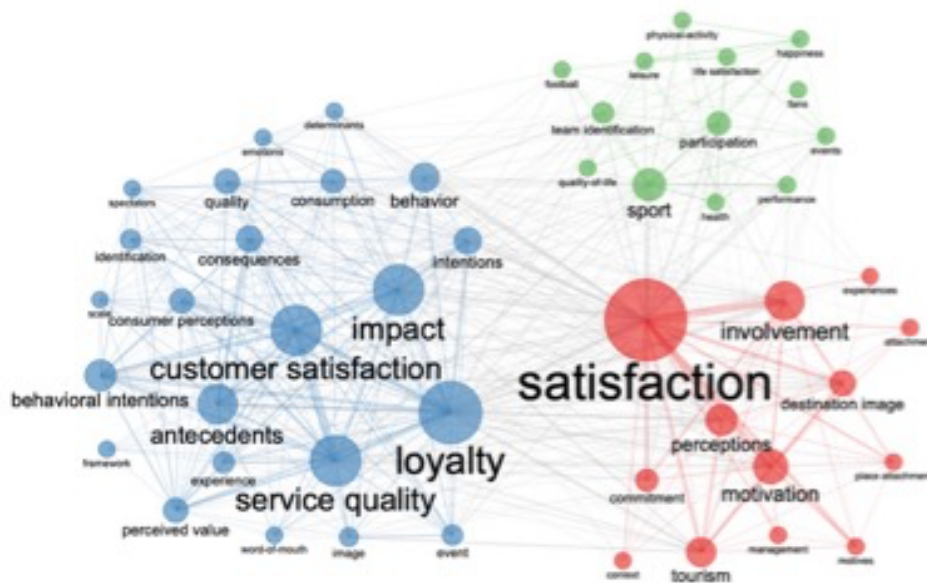 physical-activity
happiness
leisure
life satisfaction
football
fans
determinants
team identification
participation
events
emotions
quality-of-life
performance
spectators
quality
consumption
behavior
sport
health
identification
consequences
intentions
experiences
scale
consumer perceptions
impact
involvement
attachment
customer satisfaction
satisfaction
behavioral intentions
destination image
antecedents
perceptions
loyalty
framework
experience
place attachment
service quality
commitment
motivation
perceived value
word-of-mouth
image
event
management
motives
context
tourism